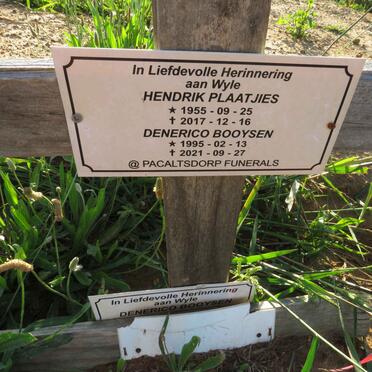 In Liefdevolle Herinnering
aan Wyle
HENDRIK PLAATJIES
★ 1955 - 09 - 25
✝ 2017 - 12 - 16
DENERICO BOOYSEN
★ 1995 - 02 - 13
✝ 2021 - 09 - 27
@ PACALTSDORP FUNERALS
In Liefdevolle Herinnering
aan Wyle
DENERICO BOOYSEN